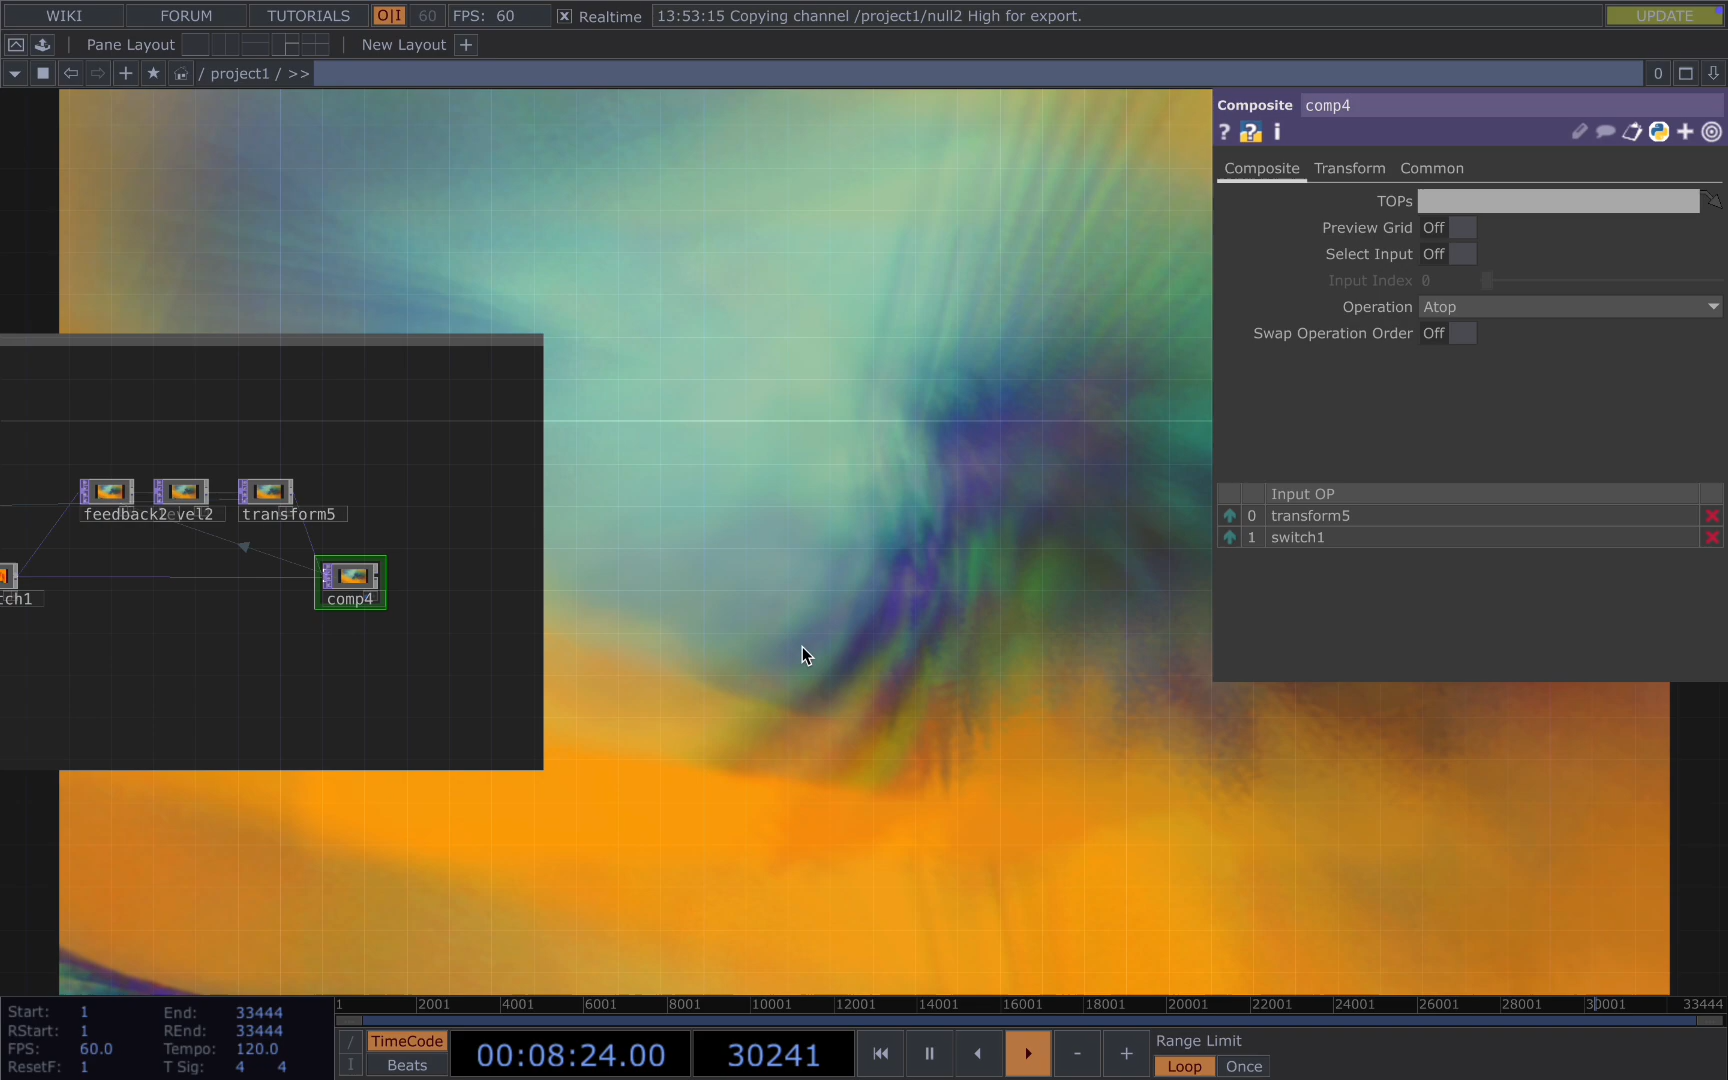 WIKI FORUM TUTORIALS O|I 60 FPS: 60 X Realtime 13:53:15 Copying channel /project1/null2 High for export. UPDATE
Pane Layout New Layout +
/ project1 / >> 0
Composite comp4
? ? i
Composite Transform Common
TOPs
Preview Grid Off
Select Input Off
Input Index 0
Operation Atop
Swap Operation Order Off
Input OP
0 transform5
1 switch1
feedback2 evel2 transform5
tch1 comp4
1 2001 4001 6001 8001 10001 12001 14001 16001 18001 20001 22001 24001 26001 28001 30001 33444
Start: 1 End: 33444
RStart: 1 REnd: 33444
FPS: 60.0 Tempo: 120.0
ResetF: 1 T Sig: 4 4
/ TimeCode
I Beats
00:08:24.00 30241 - +
Range Limit
Loop Once